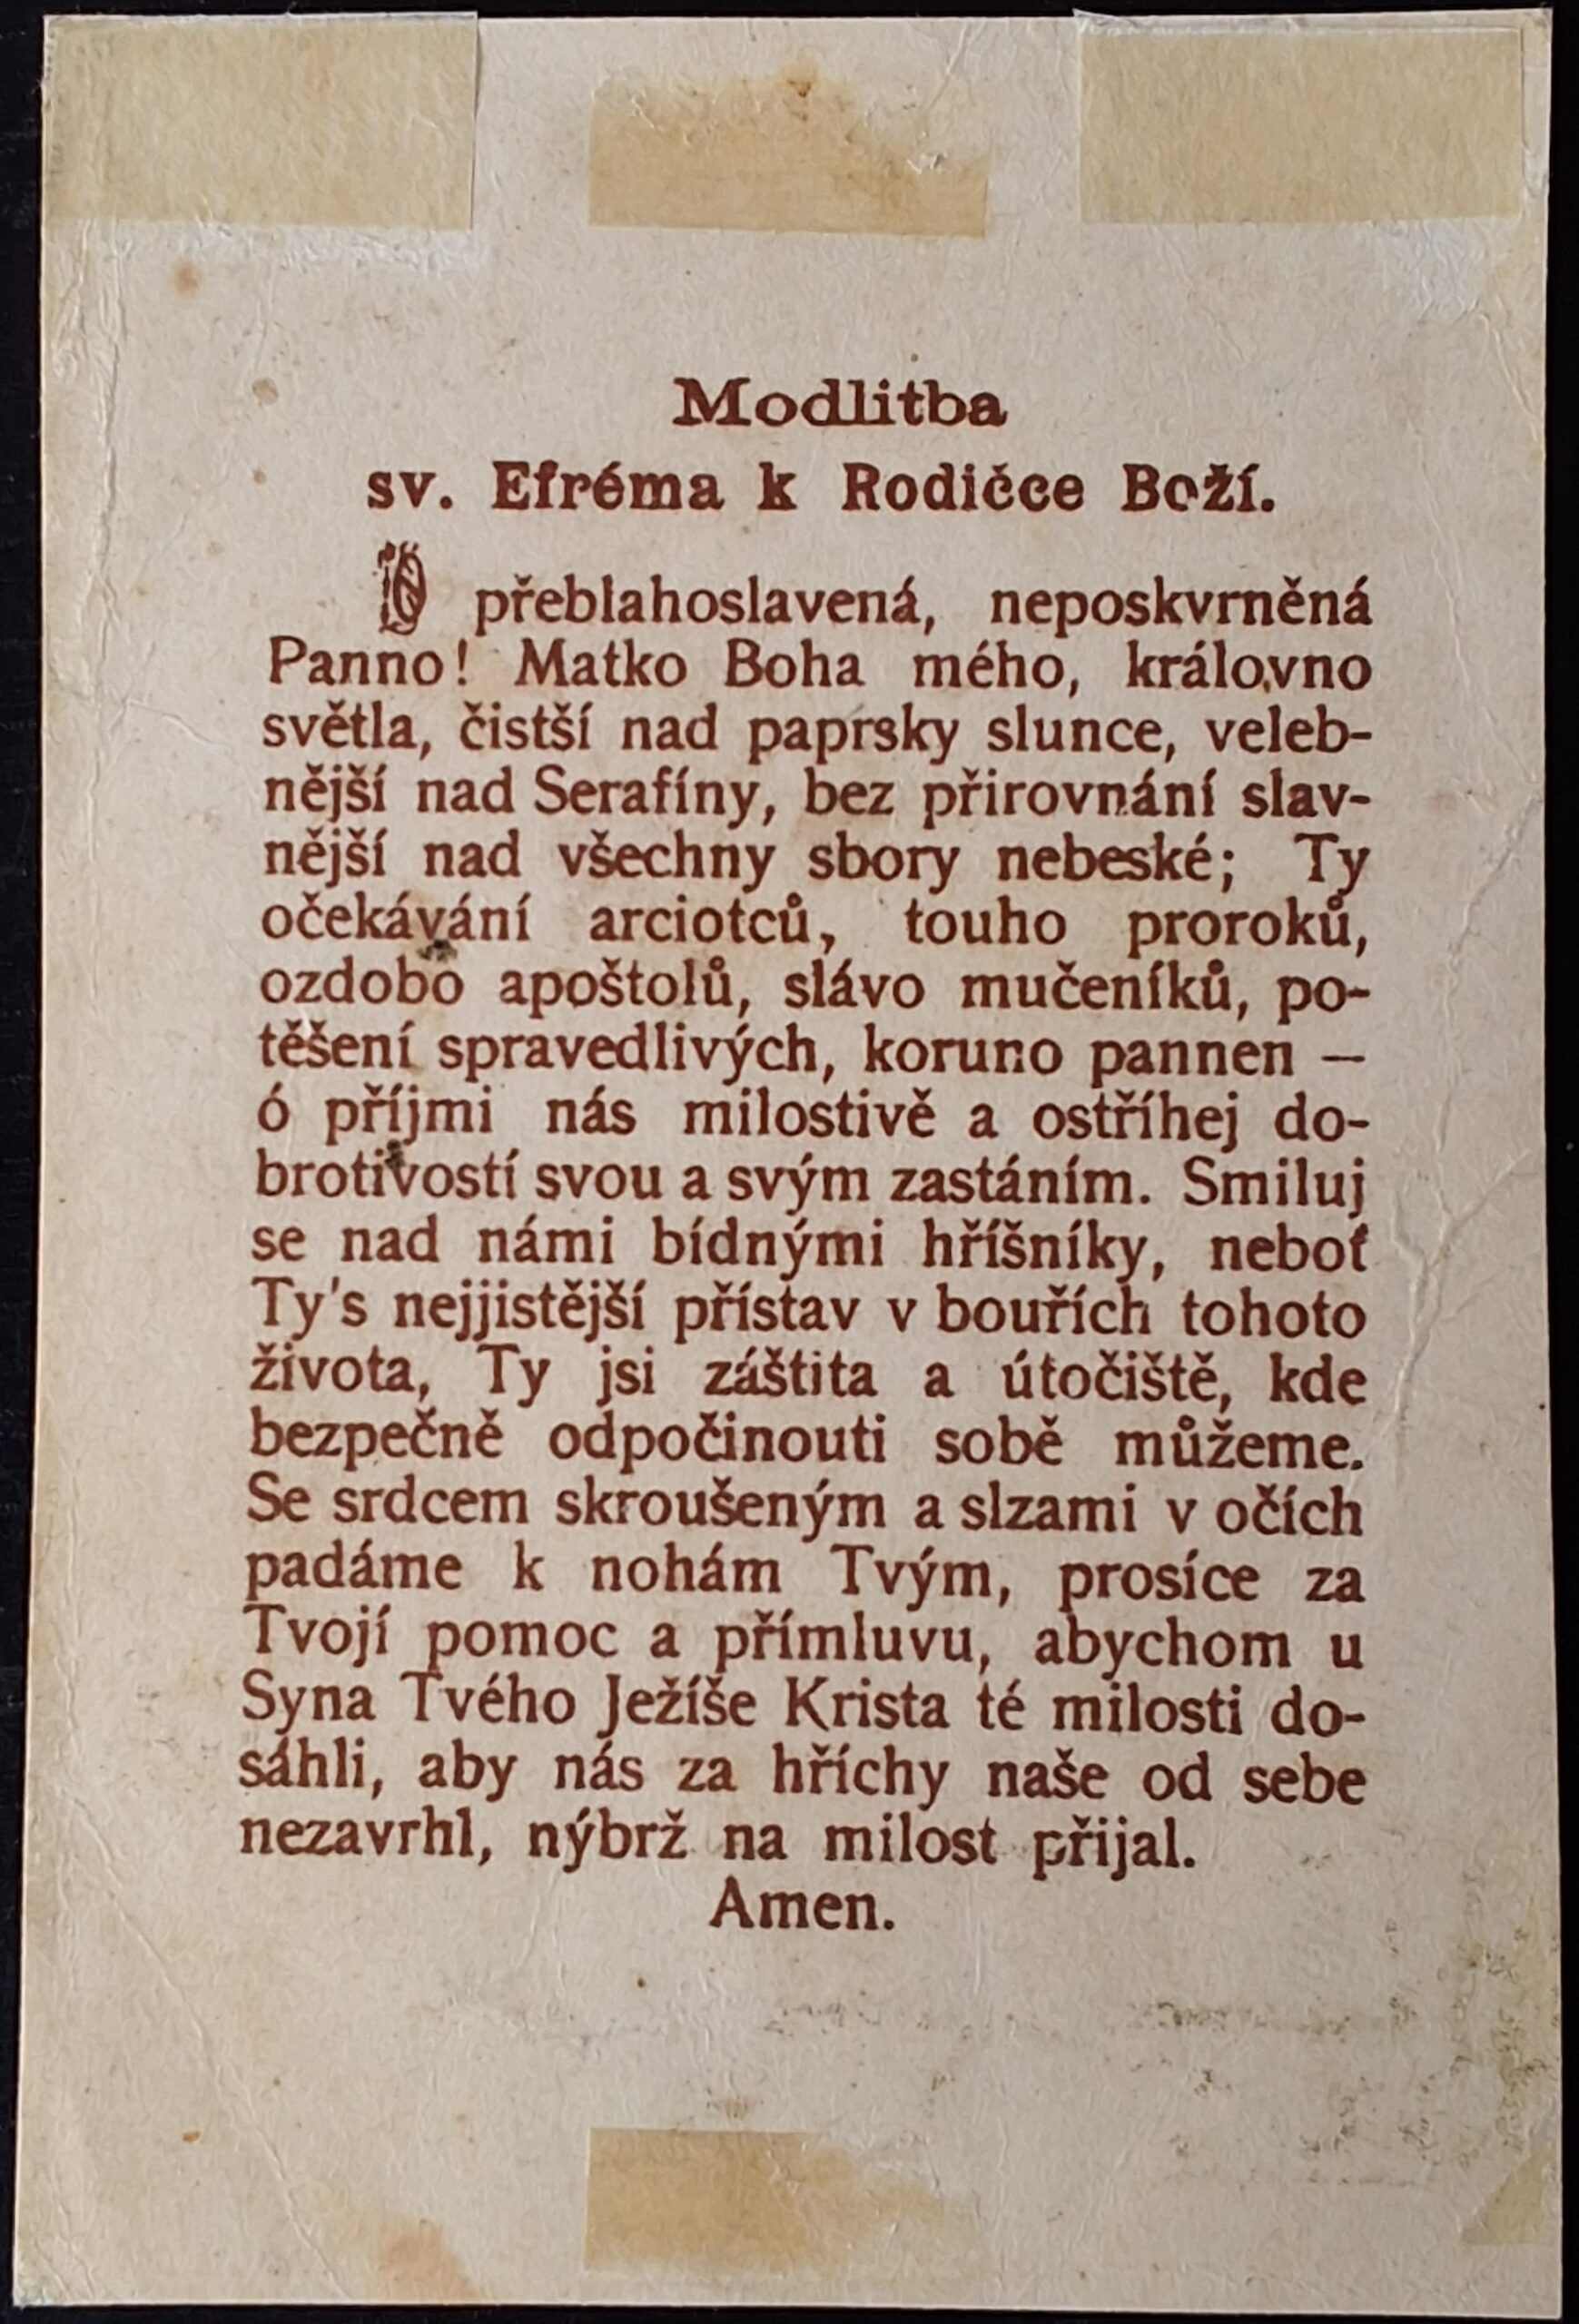 Modlitba
sv. Efréma k Rodičce Boží.
Ó přeblahoslavená, neposkvrněná
Panno! Matko Boha mého, královno
světla, čistší nad paprsky slunce, veleb-
nější nad Serafíny, bez přirovnání slav-
nější nad všechny sbory nebeské; Ty
očekávání arciotců, touho proroků,
ozdobo apoštolů, slávo mučeníků, po-
těšení spravedlivých, koruno pannen —
ó příjmi nás milostivě a ostříhej do-
brotivostí svou a svým zastáním. Smiluj
se nad námi bídnými hříšníky, neboť
Ty's nejjistější přístav v bouřích tohoto
života, Ty jsi záštita a útočiště, kde
bezpečně odpočinouti sobě můžeme.
Se srdcem skroušeným a slzami v očích
padáme k nohám Tvým, prosíce za
Tvojí pomoc a přímluvu, abychom u
Syna Tvého Ježíše Krista té milosti do-
sáhli, aby nás za hříchy naše od sebe
nezavrhl, nýbrž na milost přijal.
Amen.